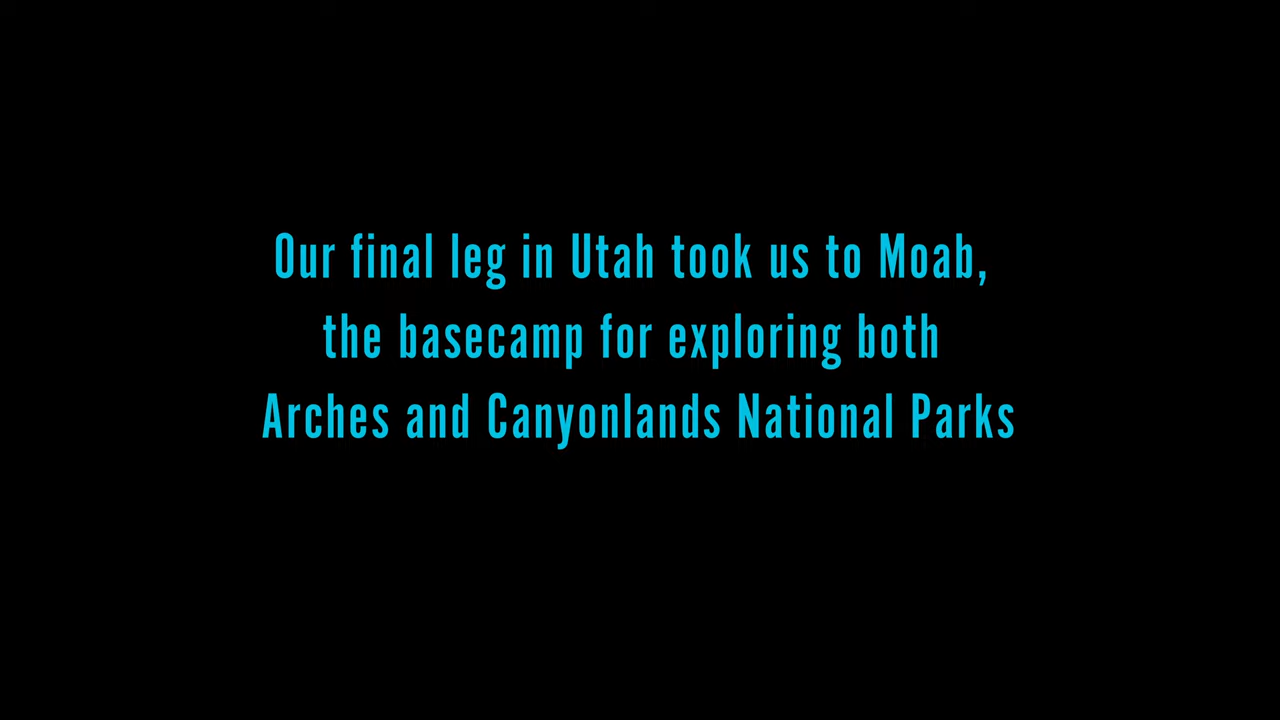 Our final leg in Utah took us to Moab,
the basecamp for exploring both
Arches and Canyonlands National Parks